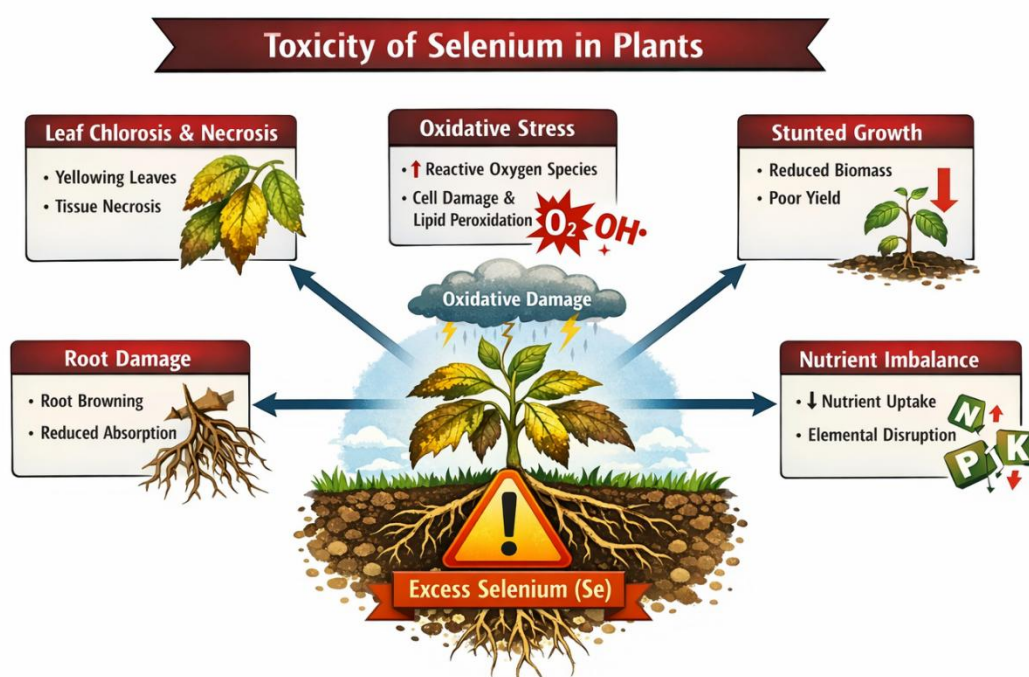 Toxicity of Selenium in Plants
Leaf Chlorosis & Necrosis
• Yellowing Leaves
• Tissue Necrosis
Oxidative Stress
• ↑ Reactive Oxygen Species
• Cell Damage &
Lipid Peroxidation
O₂ OH•
Stunted Growth
• Reduced Biomass
• Poor Yield
Oxidative Damage
Root Damage
• Root Browning
• Reduced Absorption
Nutrient Imbalance
• ↓ Nutrient Uptake
• Elemental Disruption
N
P K
!
Excess Selenium (Se)